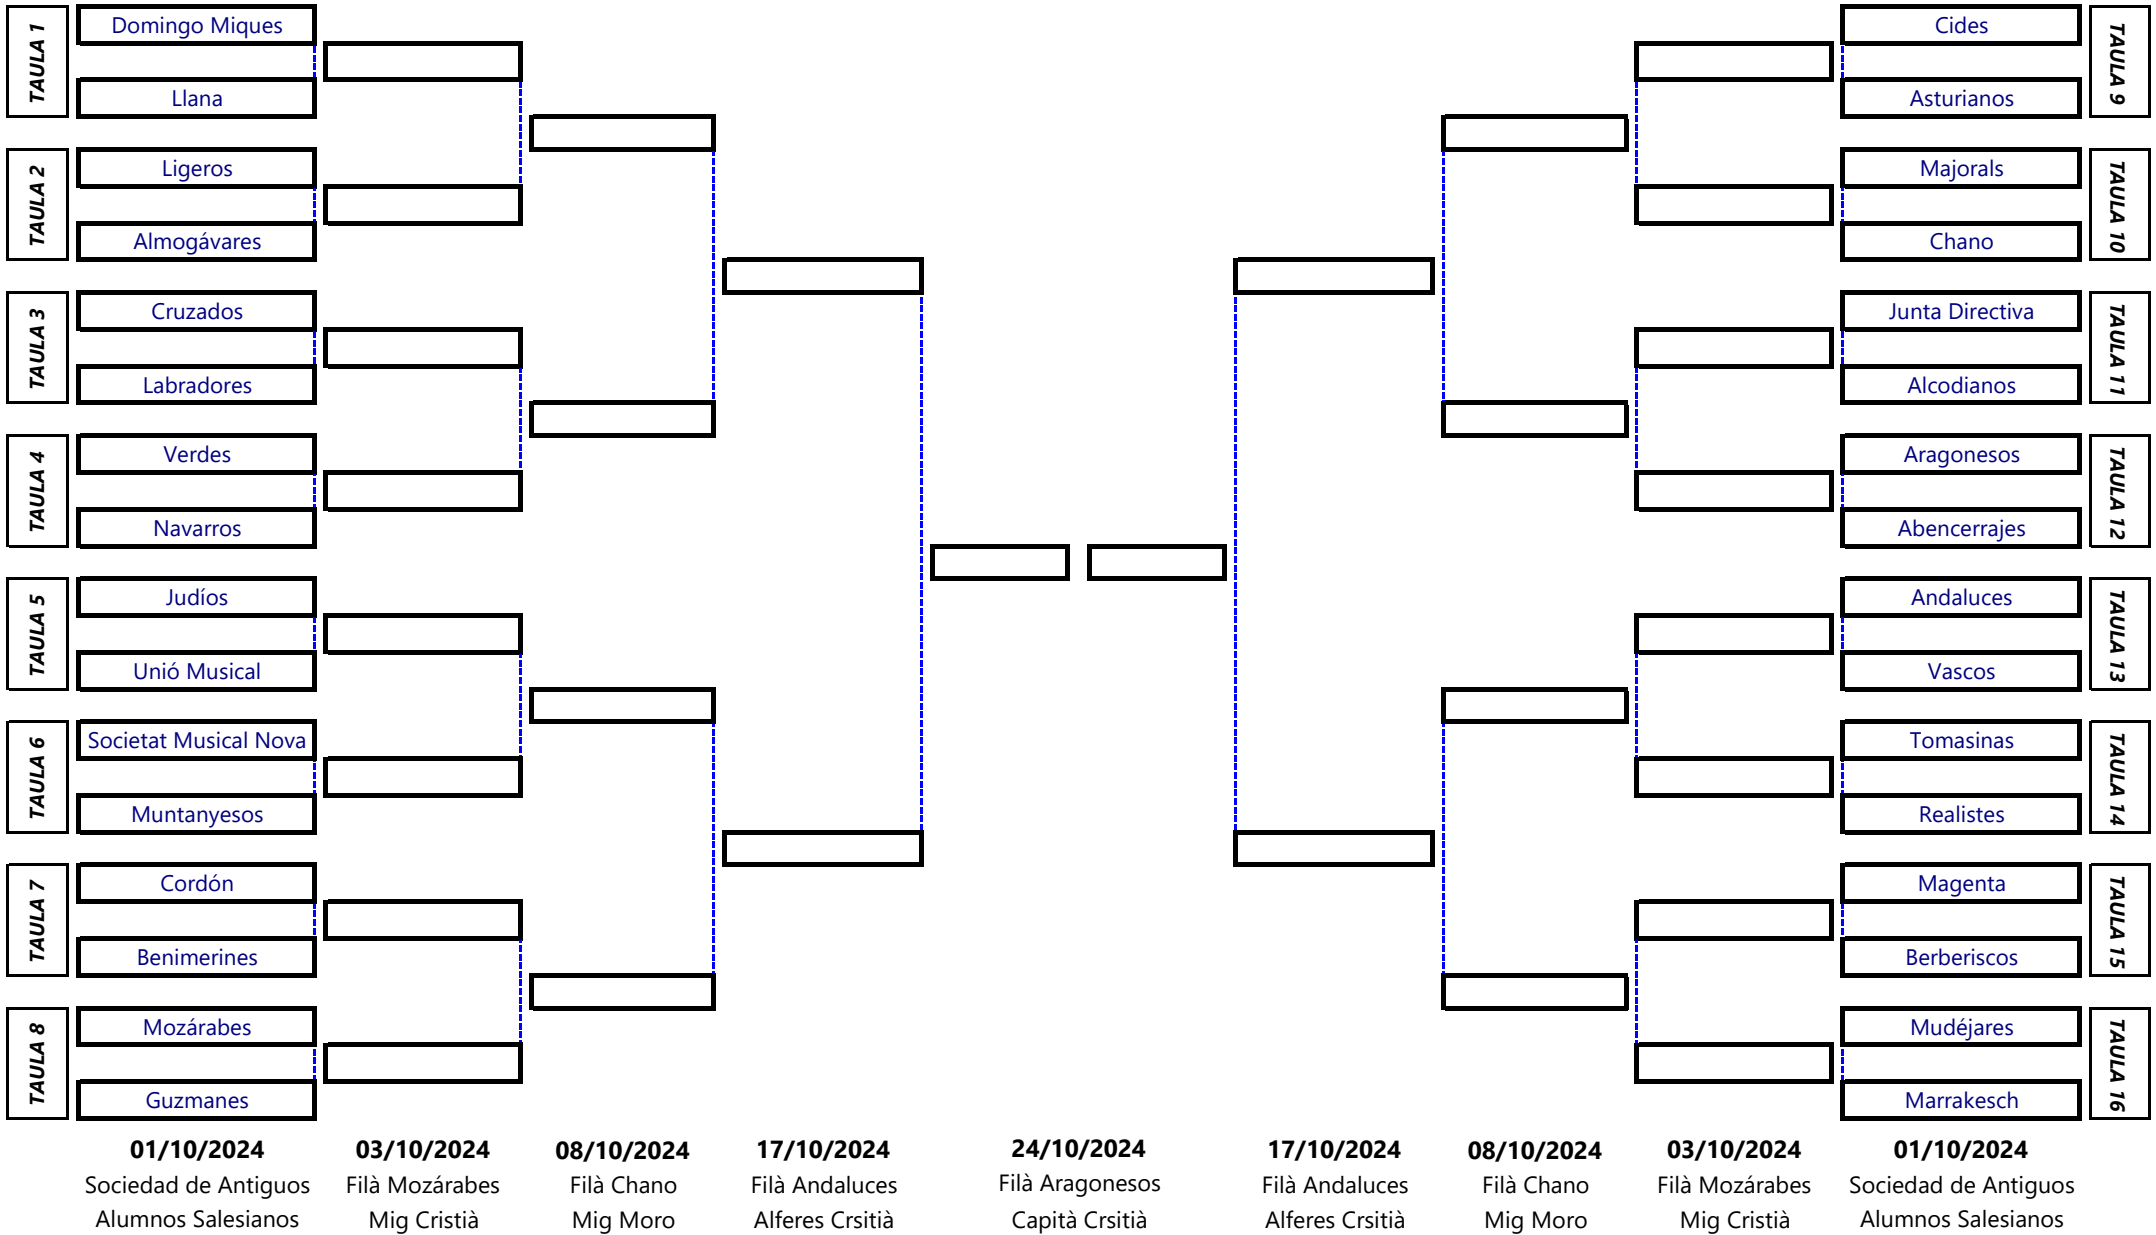 TAULA 1
Domingo Miques
Llana
TAULA 2
Ligeros
Almogávares
TAULA 3
Cruzados
Labradores
TAULA 4
Verdes
Navarros
TAULA 5
Judíos
Unió Musical
TAULA 6
Societat Musical Nova
Muntanyesos
TAULA 7
Cordón
Benimerines
TAULA 8
Mozárabes
Guzmanes
Cides
Asturianos
TAULA 9
Majorals
Chano
TAULA 10
Junta Directiva
Alcodianos
TAULA 11
Aragonesos
Abencerrajes
TAULA 12
Andaluces
Vascos
TAULA 13
Tomasinas
Realistes
TAULA 14
Magenta
Berberiscos
TAULA 15
Mudéjares
Marrakesch
TAULA 16
01/10/2024
Sociedad de Antiguos
Alumnos Salesianos
03/10/2024
Filà Mozárabes
Mig Cristià
08/10/2024
Filà Chano
Mig Moro
17/10/2024
Filà Andaluces
Alferes Crsitià
24/10/2024
Filà Aragonesos
Capità Crsitià
17/10/2024
Filà Andaluces
Alferes Crsitià
08/10/2024
Filà Chano
Mig Moro
03/10/2024
Filà Mozárabes
Mig Cristià
01/10/2024
Sociedad de Antiguos
Alumnos Salesianos